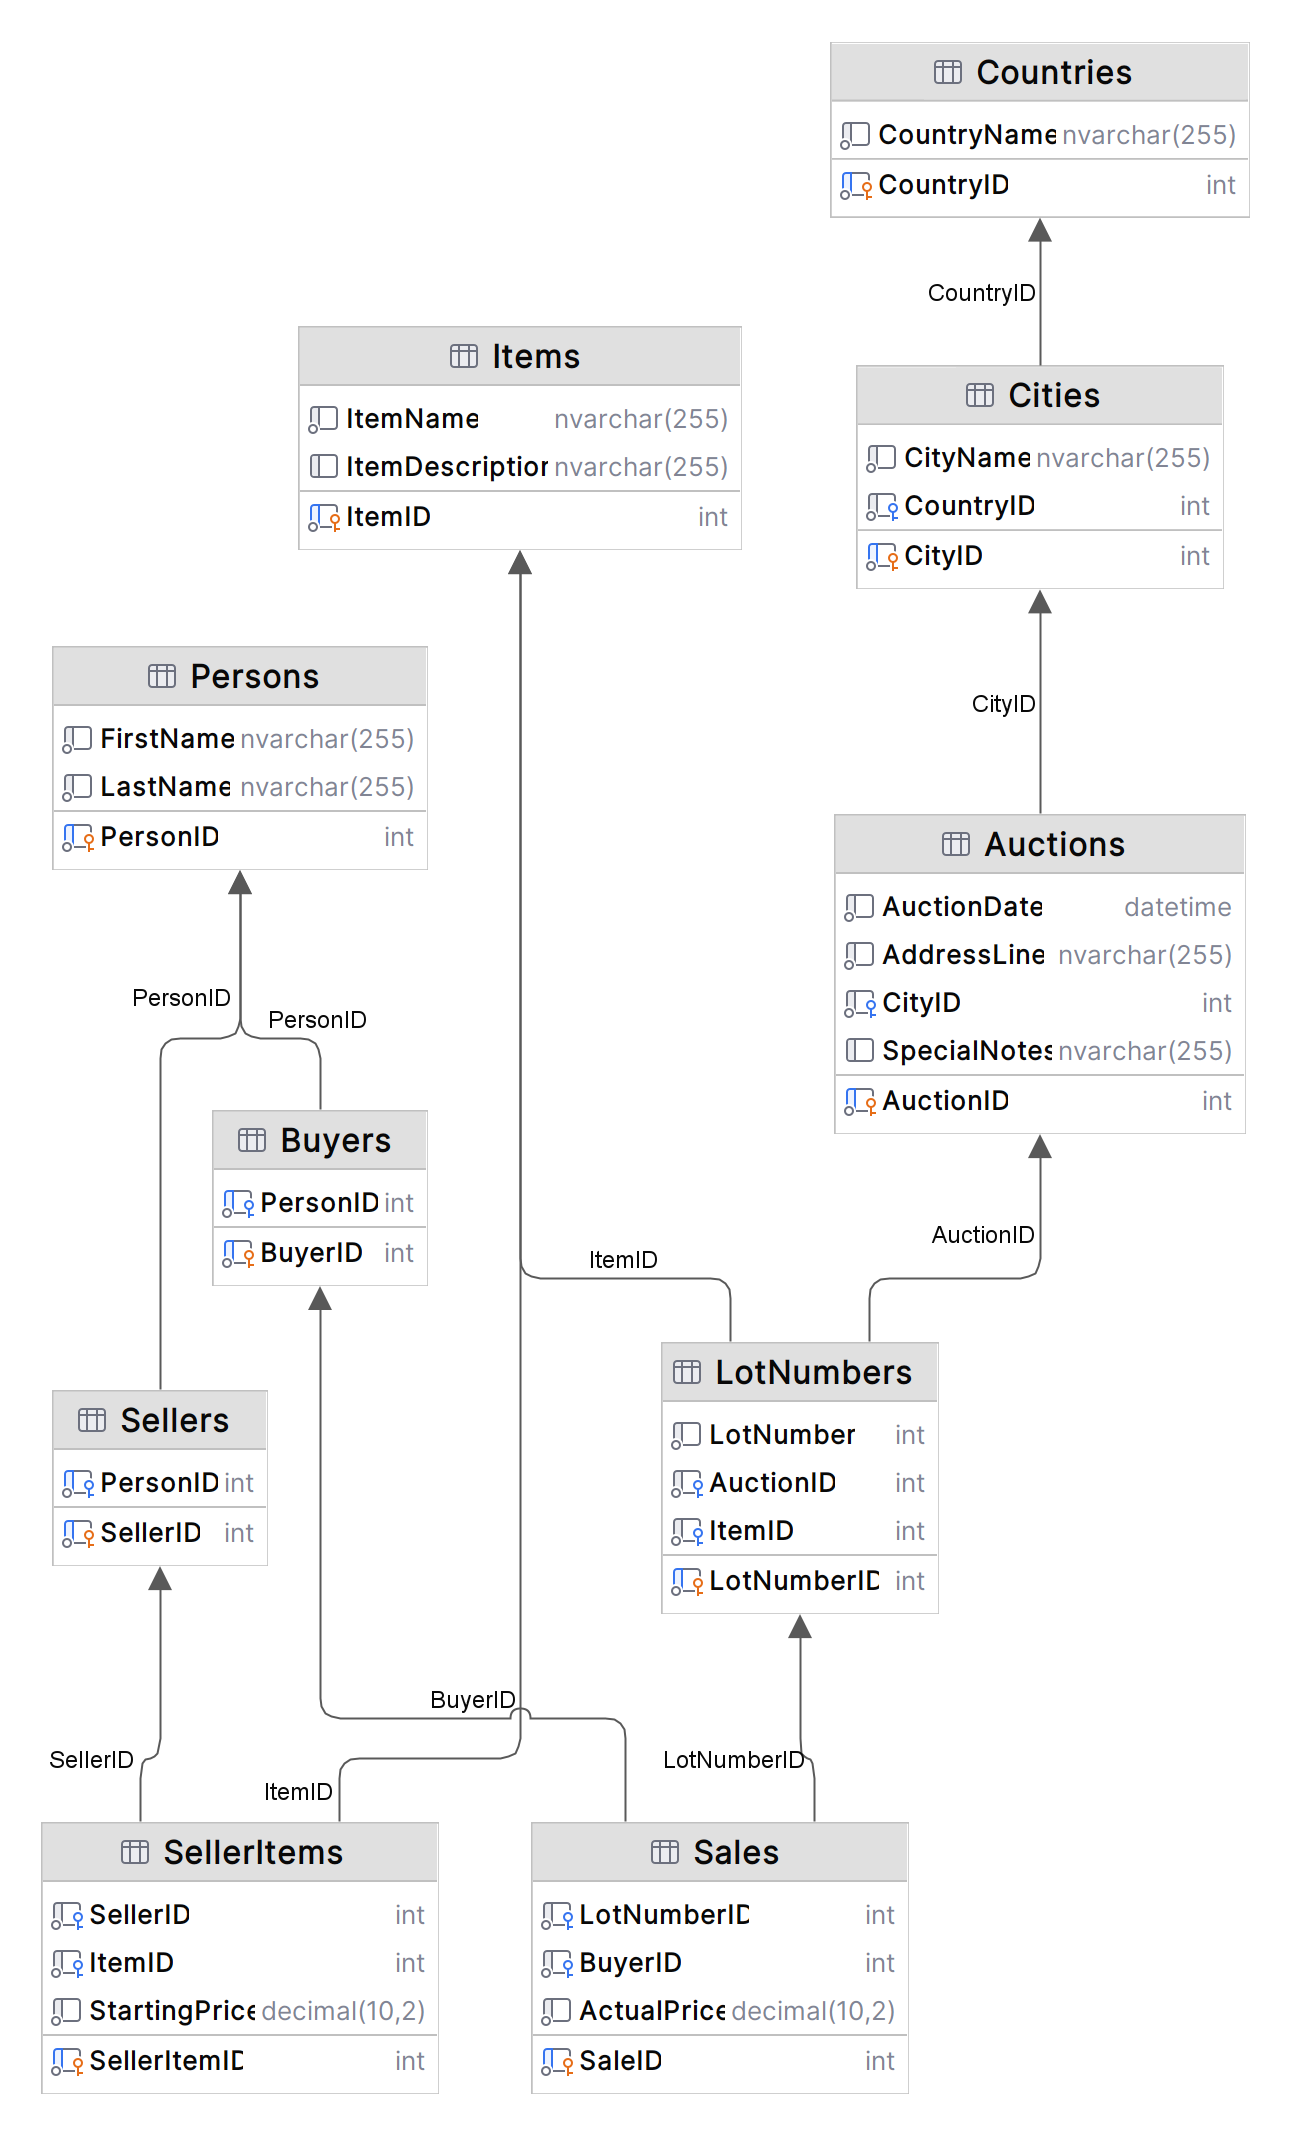 Countries
CountryName nvarchar(255)
CountryID int
CountryID
Items
ItemName nvarchar(255)
ItemDescription nvarchar(255)
ItemID int
Cities
CityName nvarchar(255)
CountryID int
CityID int
CityID
Persons
FirstName nvarchar(255)
LastName nvarchar(255)
PersonID int
Auctions
AuctionDate datetime
AddressLine nvarchar(255)
CityID int
SpecialNotes nvarchar(255)
AuctionID int
PersonID
PersonID
Buyers
PersonID int
BuyerID int
ItemID
AuctionID
Sellers
PersonID int
SellerID int
LotNumbers
LotNumber int
AuctionID int
ItemID int
LotNumberID int
BuyerID
SellerID
ItemID
LotNumberID
SellerItems
SellerID int
ItemID int
StartingPrice decimal(10,2)
SellerItemID int
Sales
LotNumberID int
BuyerID int
ActualPrice decimal(10,2)
SaleID int